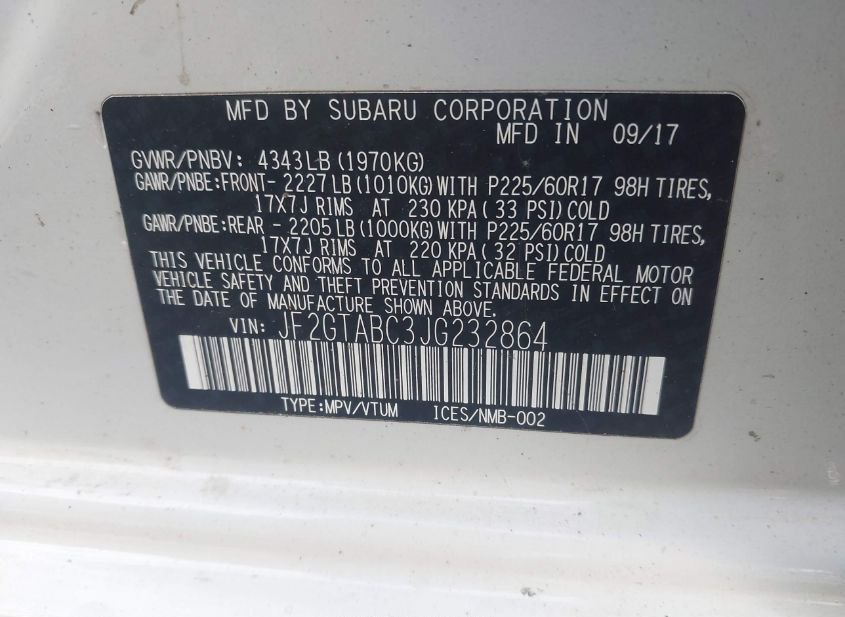 MFD BY SUBARU CORPORATION
MFD IN 09/17
GVWR/PNBV: 4343LB(1970KG)
GAWR/PNBE:FRONT- 2227LB(1010KG)WITH P225/60R17 98H TIRES,
17X7J RIMS AT 230 KPA( 33 PSI)COLD
GAWR/PNBE:REAR - 2205LB(1000KG)WITH P225/60R17 98H TIRES,
17X7J RIMS AT 220 KPA( 32 PSI)COLD
THIS VEHICLE CONFORMS TO ALL APPLICABLE FEDERAL MOTOR
VEHICLE SAFETY AND THEFT PREVENTION STANDARDS IN EFFECT ON
THE DATE OF MANUFACTURE SHOWN ABOVE.
VIN: JF2GTABC3JG232864
TYPE:MPV/VTUM ICES/NMB-002